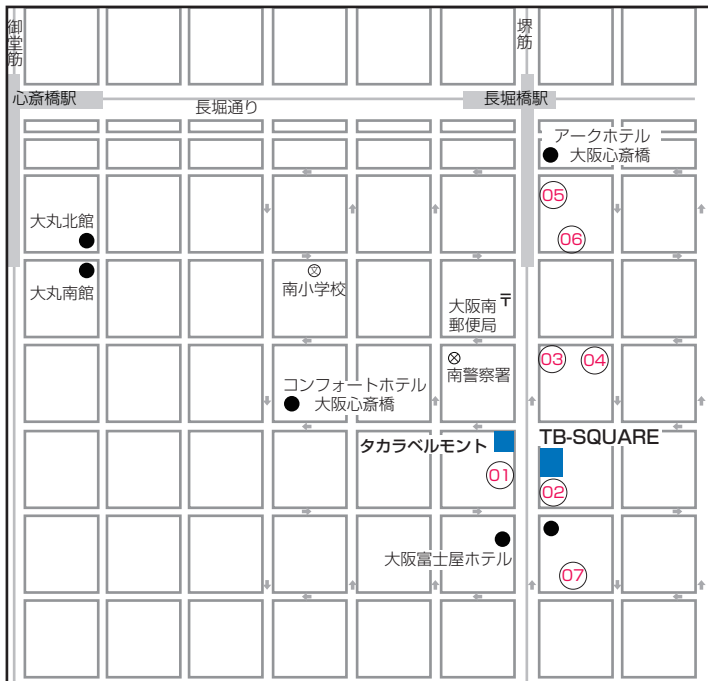 御堂筋
堺筋
心斎橋駅
長堀橋駅
長堀通り
アークホテル
大阪心斎橋
05
大丸北館
06
大丸南館
文
南小学校
大阪南
郵便局
〒
03
04
南警察署
コンフォートホテル
大阪心斎橋
タカラベルモント
TB-SQUARE
01
02
大阪富士屋ホテル
07